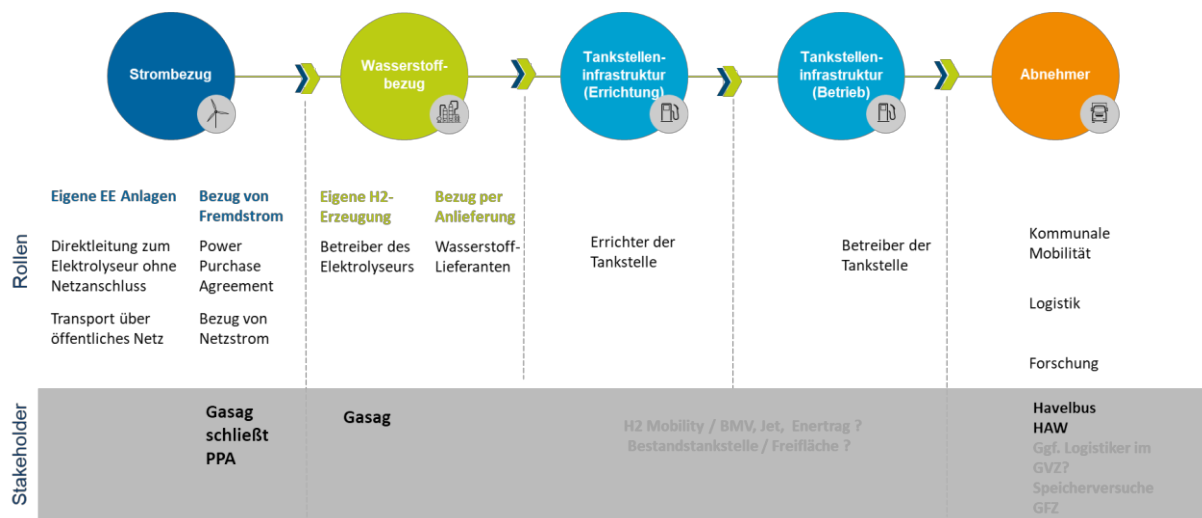 Strombezug
Wasserstoff-
bezug
Tankstellen-
infrastruktur
(Errichtung)
Tankstellen-
infrastruktur
(Betrieb)
Abnehmer
Rollen
Eigene EE Anlagen
Direktleitung zum
Elektrolyseur ohne
Netzanschluss
Transport über
öffentliches Netz
Bezug von
Fremdstrom
Power
Purchase
Agreement
Bezug von
Netzstrom
Eigene H2-
Erzeugung
Betreiber des
Elektrolyseurs
Bezug per
Anlieferung
Wasserstoff-
Lieferanten
Errichter der
Tankstelle
Betreiber der
Tankstelle
Kommunale
Mobilität
Logistik
Forschung
Stakeholder
Gasag
schließt
PPA
Gasag
H2 Mobility / BMV, Jet, Enertrag ?
Bestandstankstelle / Freifläche ?
Havelbus
HAW
Ggf. Logistiker im
GVZ?
Speicherversuche
GFZ